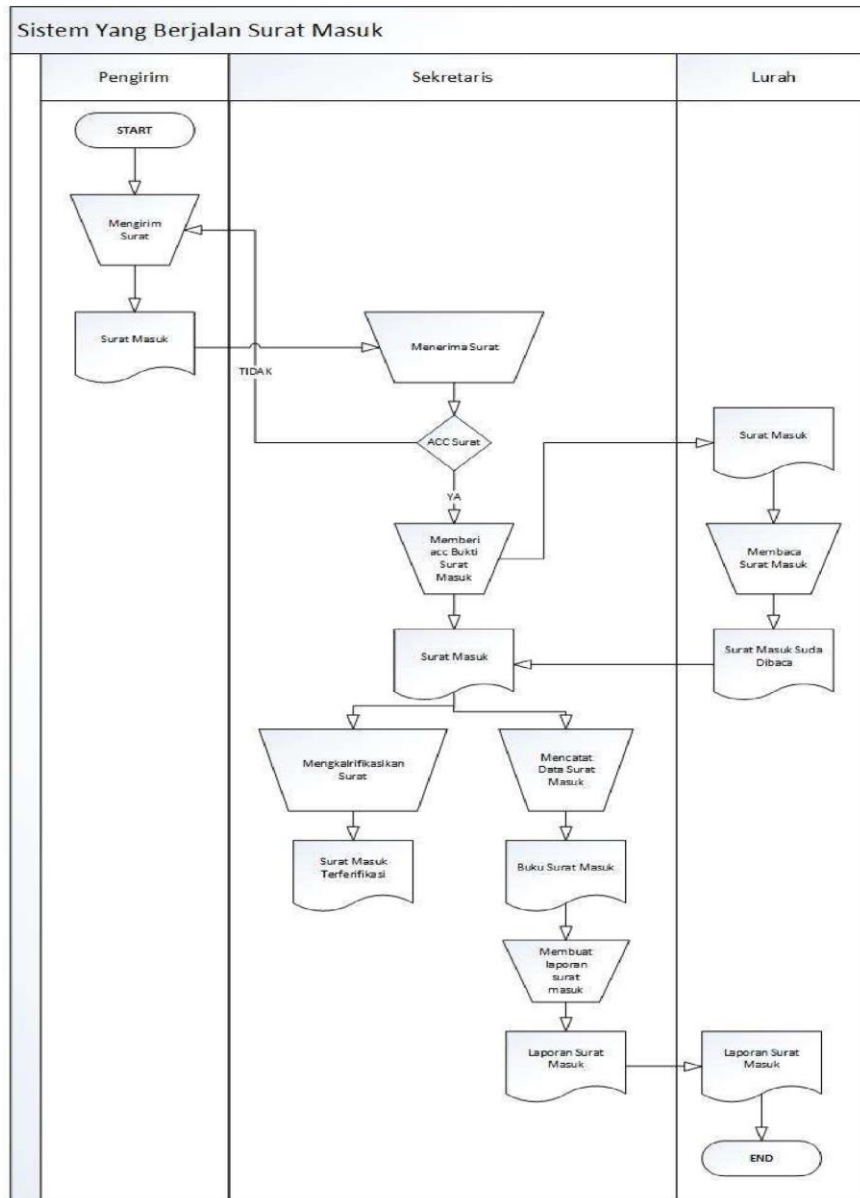 Sistem Yang Berjalan Surat Masuk
Pengirim
Sekretaris
Lurah
START
Mengirim
Surat
Surat Masuk
Menerima Surat
TIDAK
ACC Surat
Surat Masuk
YA
Memberi
acc Bukti
Surat
Masuk
Membaca
Surat Masuk
Surat Masuk
Surat Masuk Suda
Dibaca
Mengkalrifikasikan
Surat
Mencatat
Data Surat
Masuk
Surat Masuk
Terferifikasi
Buku Surat Masuk
Membuat
laporan
surat
masuk
Laporan Surat
Masuk
Laporan Surat
Masuk
END